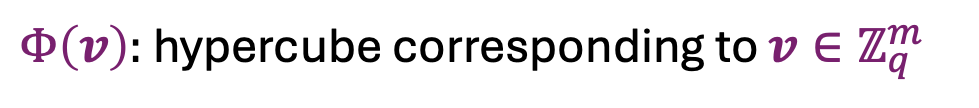 Φ(𝒗): hypercube corresponding to 𝒗 ∈ ℤ_q^m